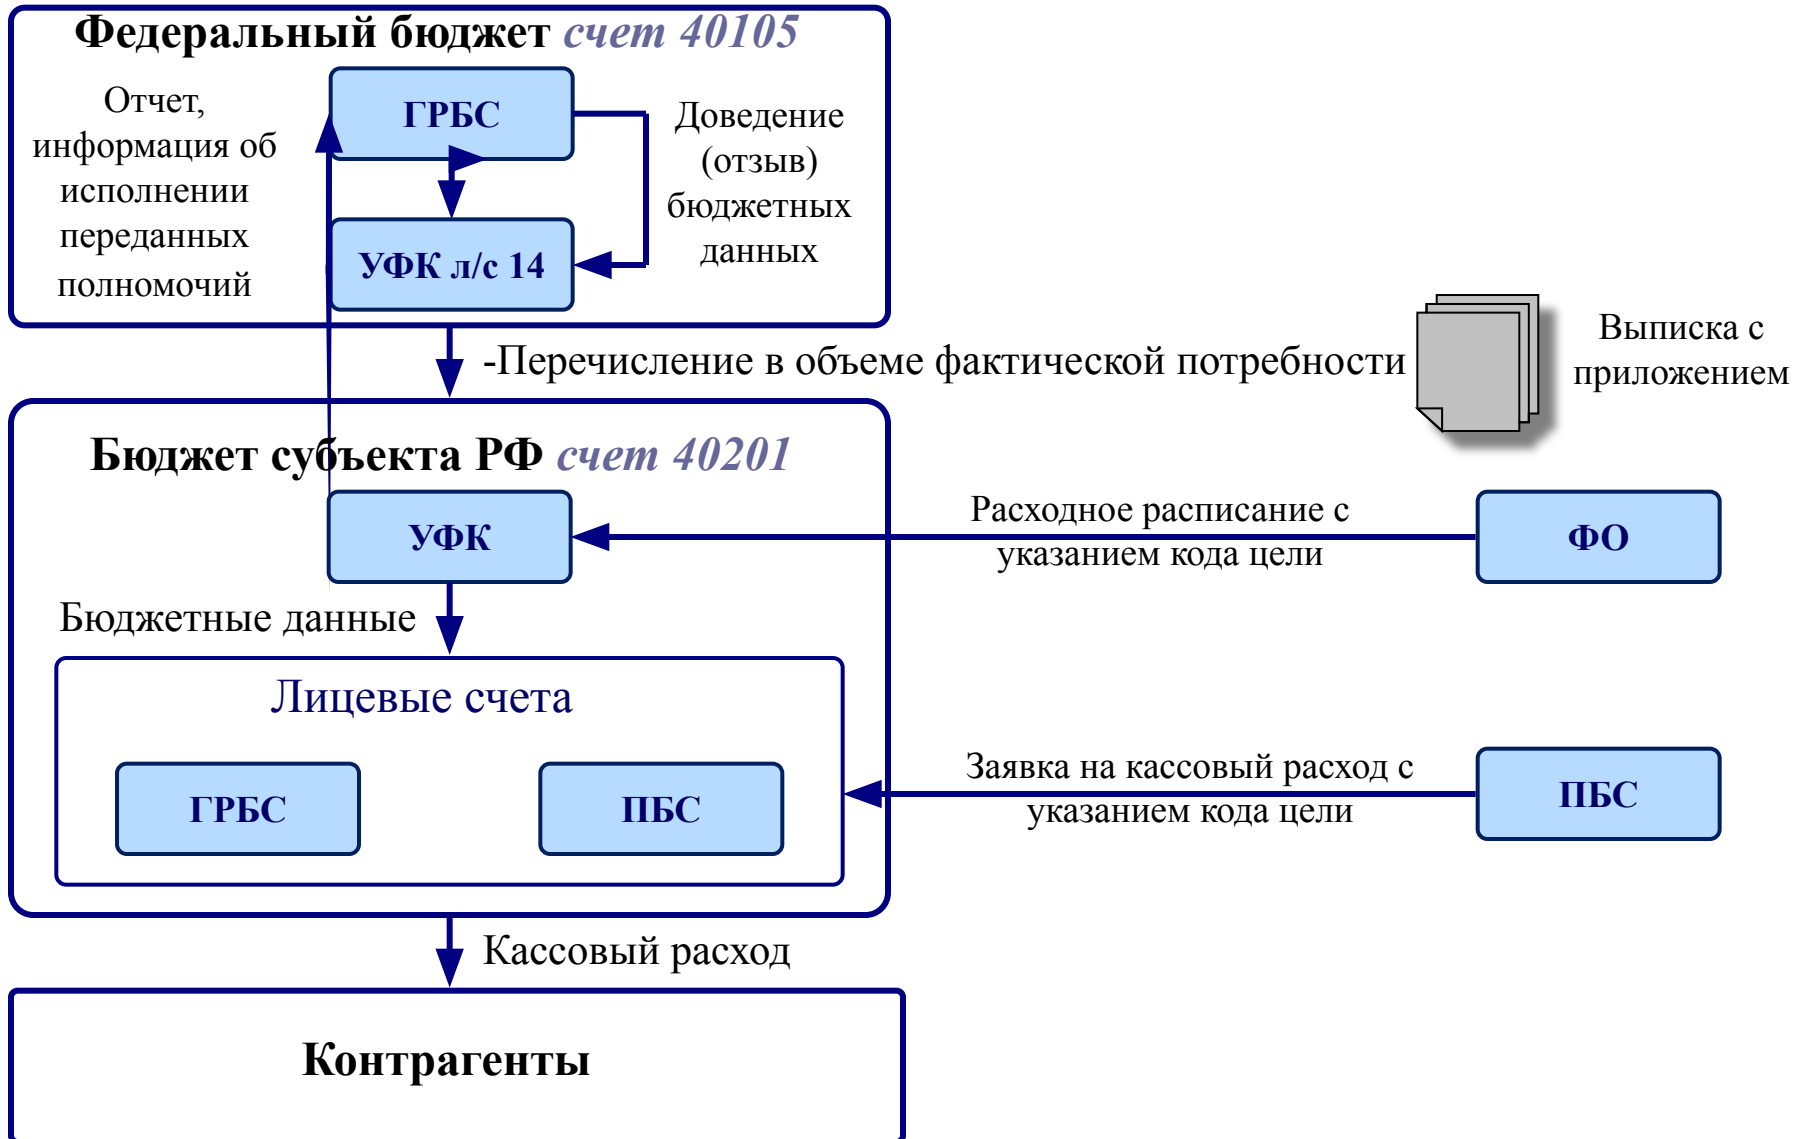 Федеральный бюджет счет 40105
Отчет,
информация об
исполнении
переданных
полномочий
ГРБС
Доведение
(отзыв)
бюджетных
данных
УФК л/с 14
-Перечисление в объеме фактической потребности
Выписка с
приложением
Бюджет субъекта РФ счет 40201
УФК
Расходное расписание с
указанием кода цели
ФО
Бюджетные данные
Лицевые счета
ГРБС
ПБС
Заявка на кассовый расход с
указанием кода цели
ПБС
Кассовый расход
Контрагенты